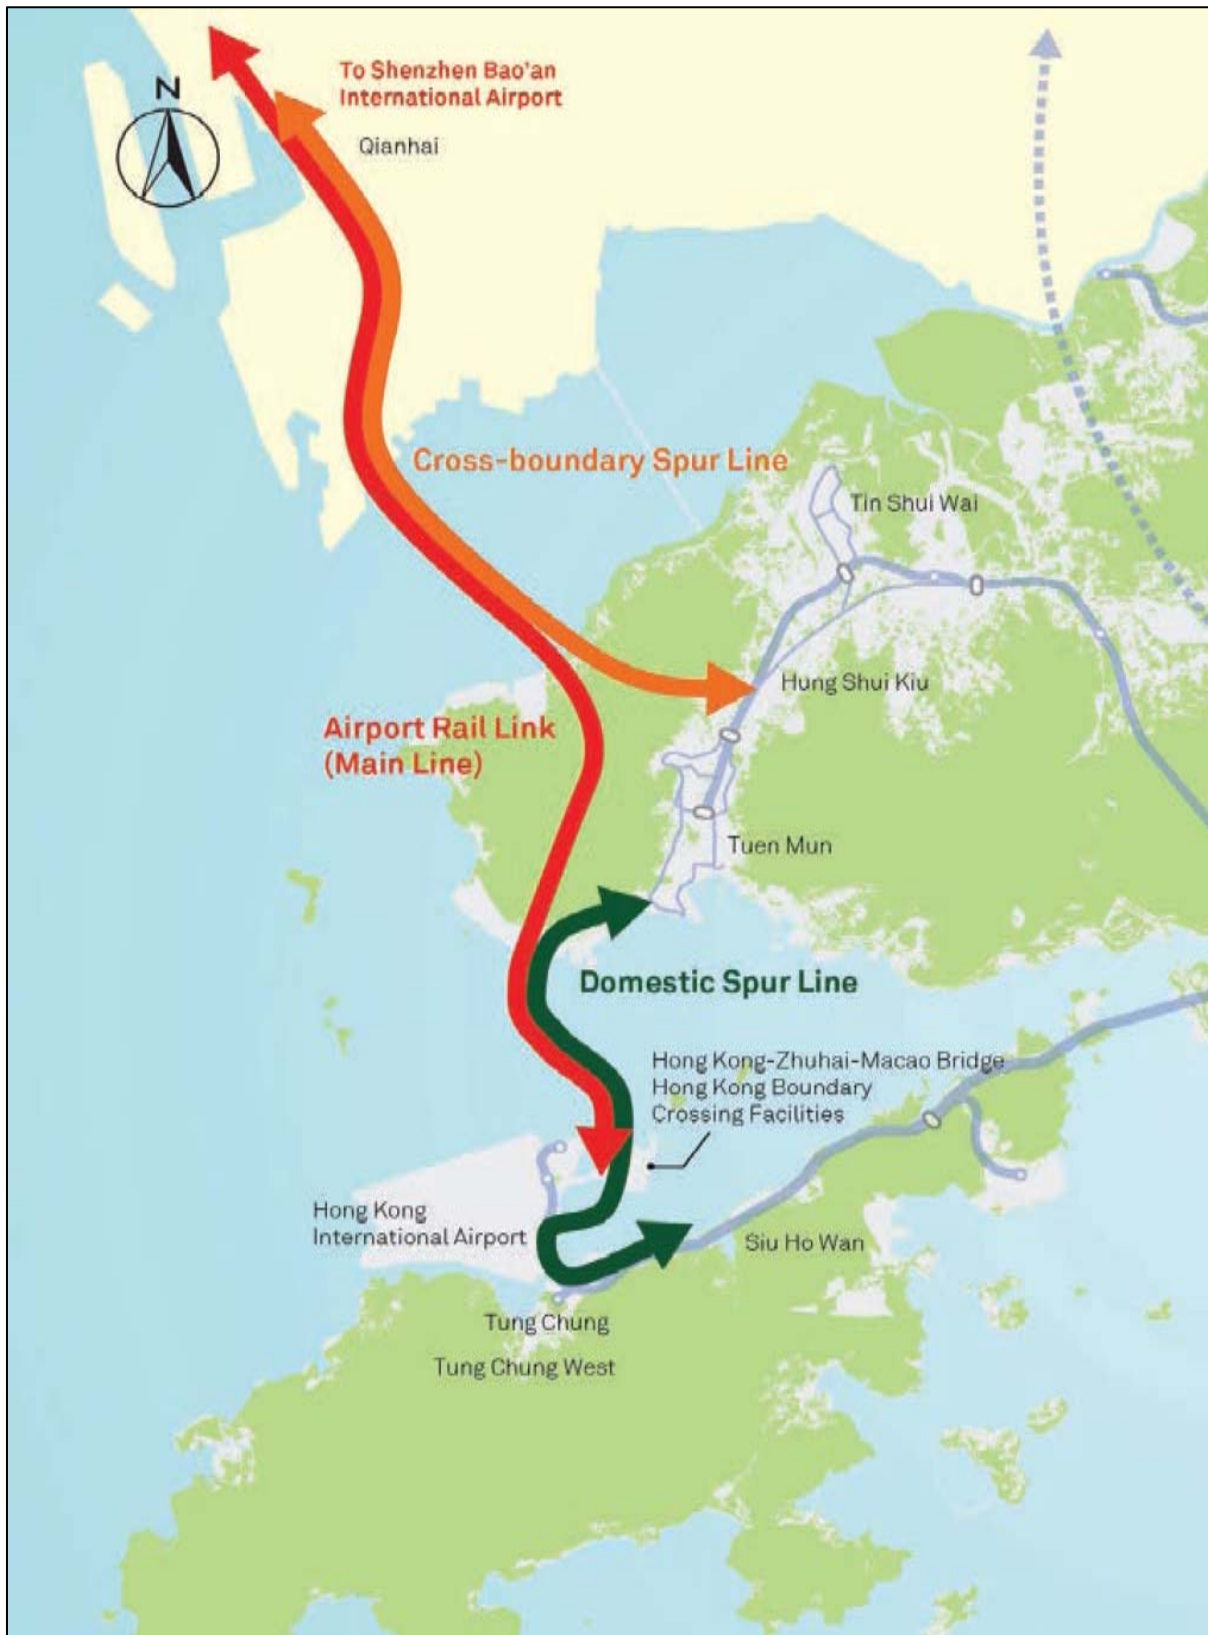 To Shenzhen Bao'an
International Airport
N
Qianhai
Cross-boundary Spur Line
Tin Shui Wai
Hung Shui Kiu
Airport Rail Link
(Main Line)
Tuen Mun
Domestic Spur Line
Hong Kong-Zhuhai-Macao Bridge
Hong Kong Boundary
Crossing Facilities
Hong Kong
International Airport
Siu Ho Wan
Tung Chung
Tung Chung West